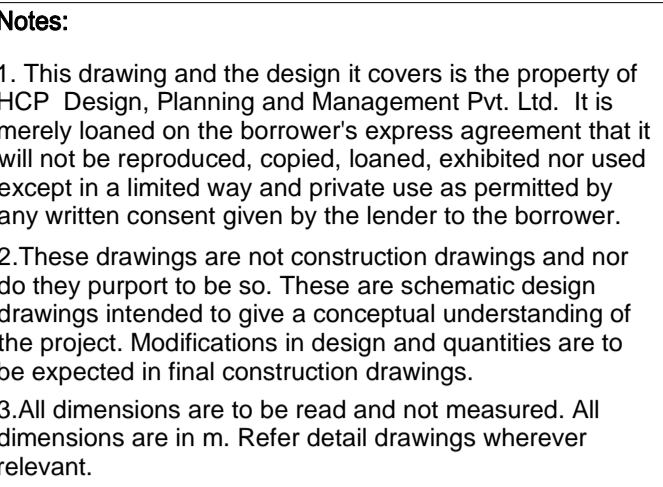 Notes:
1. This drawing and the design it covers is the property of
HCP  Design, Planning and Management Pvt. Ltd.  It is
merely loaned on the borrower's express agreement that it
will not be reproduced, copied, loaned, exhibited nor used
except in a limited way and private use as permitted by
any written consent given by the lender to the borrower.
2.These drawings are not construction drawings and nor
do they purport to be so. These are schematic design
drawings intended to give a conceptual understanding of
the project. Modifications in design and quantities are to
be expected in final construction drawings.
3.All dimensions are to be read and not measured. All
dimensions are in m. Refer detail drawings wherever
relevant.